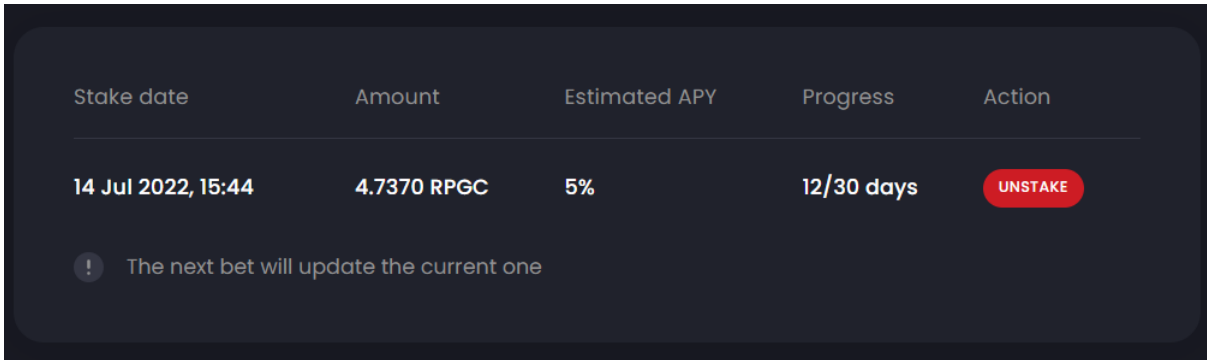 Stake date Amount Estimated APY Progress Action
14 Jul 2022, 15:44 4.7370 RPGC 5% 12/30 days UNSTAKE
! The next bet will update the current one